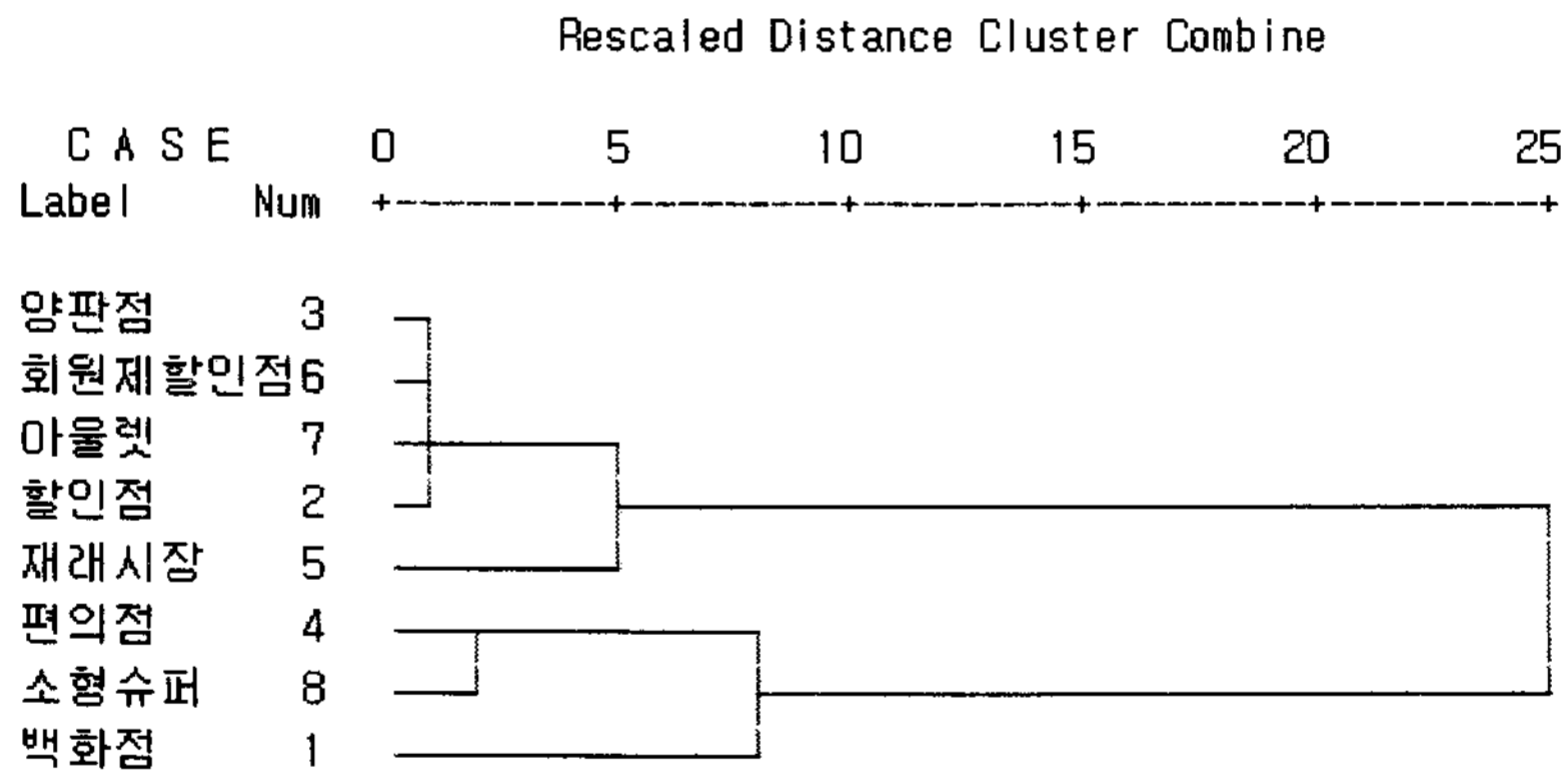 Rescaled Distance Cluster Combine
C A S E 0 5 10 15 20 25
Label Num +---------+---------+---------+---------+---------+
양판점 3
회원제할인점6
아울렛 7
할인점 2
재래시장 5
편의점 4
소형슈퍼 8
백화점 1